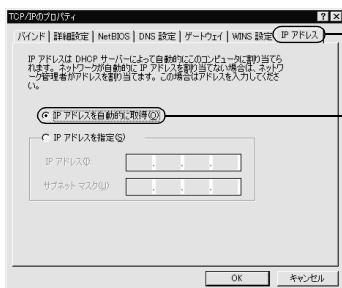 TCP/IPのプロパティ
バインド 詳細設定 NetBIOS DNS 設定 ゲートウェイ WINS 設定 IP アドレス
IP アドレスは DHCP サーバーによって自動的にこのコンピュータに割り当てら
れます。ネットワークが自動的に IP アドレスを割り当てない場合は、ネットワ
ーク管理者がアドレスを割り当てます。この場合はアドレスを入力してくださ
い。
IP アドレスを自動的に取得(O)
IP アドレスを指定(S)
IP アドレス(I):
サブネット マスク(U):
OK キャンセル